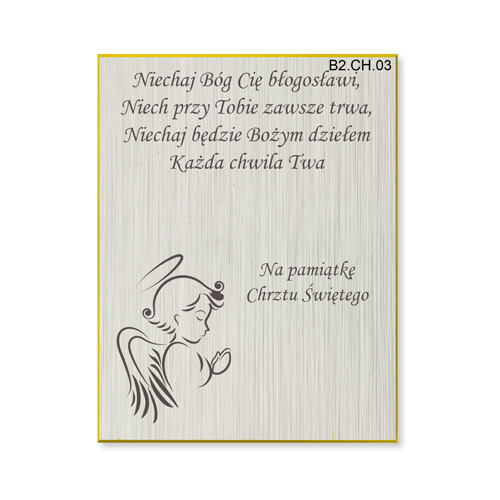 B2.CH.03
Niechaj Bóg Cię błogosławi,
Niech przy Tobie zawsze trwa,
Niechaj będzie Bożym dziełem
Każda chwila Twa
Na pamiątkę
Chrztu Świętego